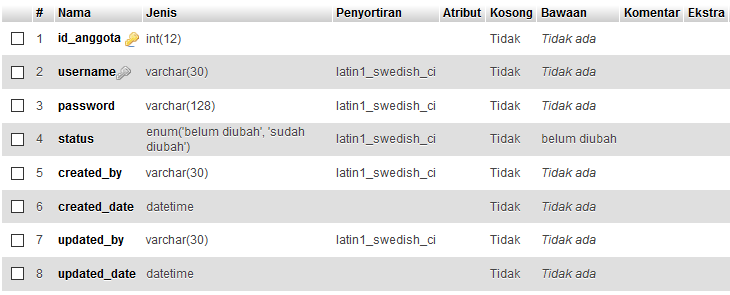 # Nama Jenis Penyortiran Atribut Kosong Bawaan Komentar Ekstra
1 id_anggota int(12) Tidak Tidak ada
2 username varchar(30) latin1_swedish_ci Tidak Tidak ada
3 password varchar(128) latin1_swedish_ci Tidak Tidak ada
4 status enum('belum diubah', 'sudah diubah') latin1_swedish_ci Tidak belum diubah
5 created_by varchar(30) latin1_swedish_ci Tidak Tidak ada
6 created_date datetime Tidak Tidak ada
7 updated_by varchar(30) latin1_swedish_ci Tidak Tidak ada
8 updated_date datetime Tidak Tidak ada